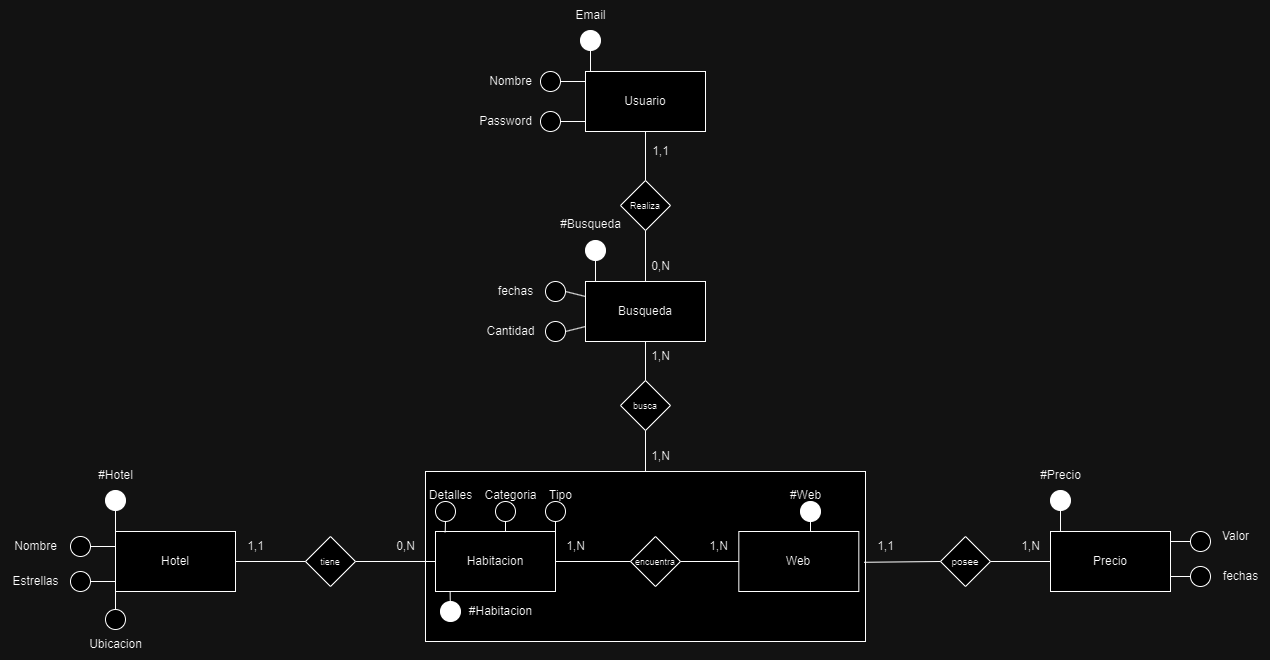 Email
Nombre
Usuario
Password
1,1
Realiza
#Busqueda
0,N
fechas
Busqueda
Cantidad
1,N
busca
1,N
#Hotel
Detalles Categoria Tipo
#Web
#Precio
Nombre
1,1
0,N
1,N
1,N
1,1
1,N
Valor
Hotel
tiene
Habitacion
encuentra
Web
posee
Precio
Estrellas
fechas
#Habitacion
Ubicacion